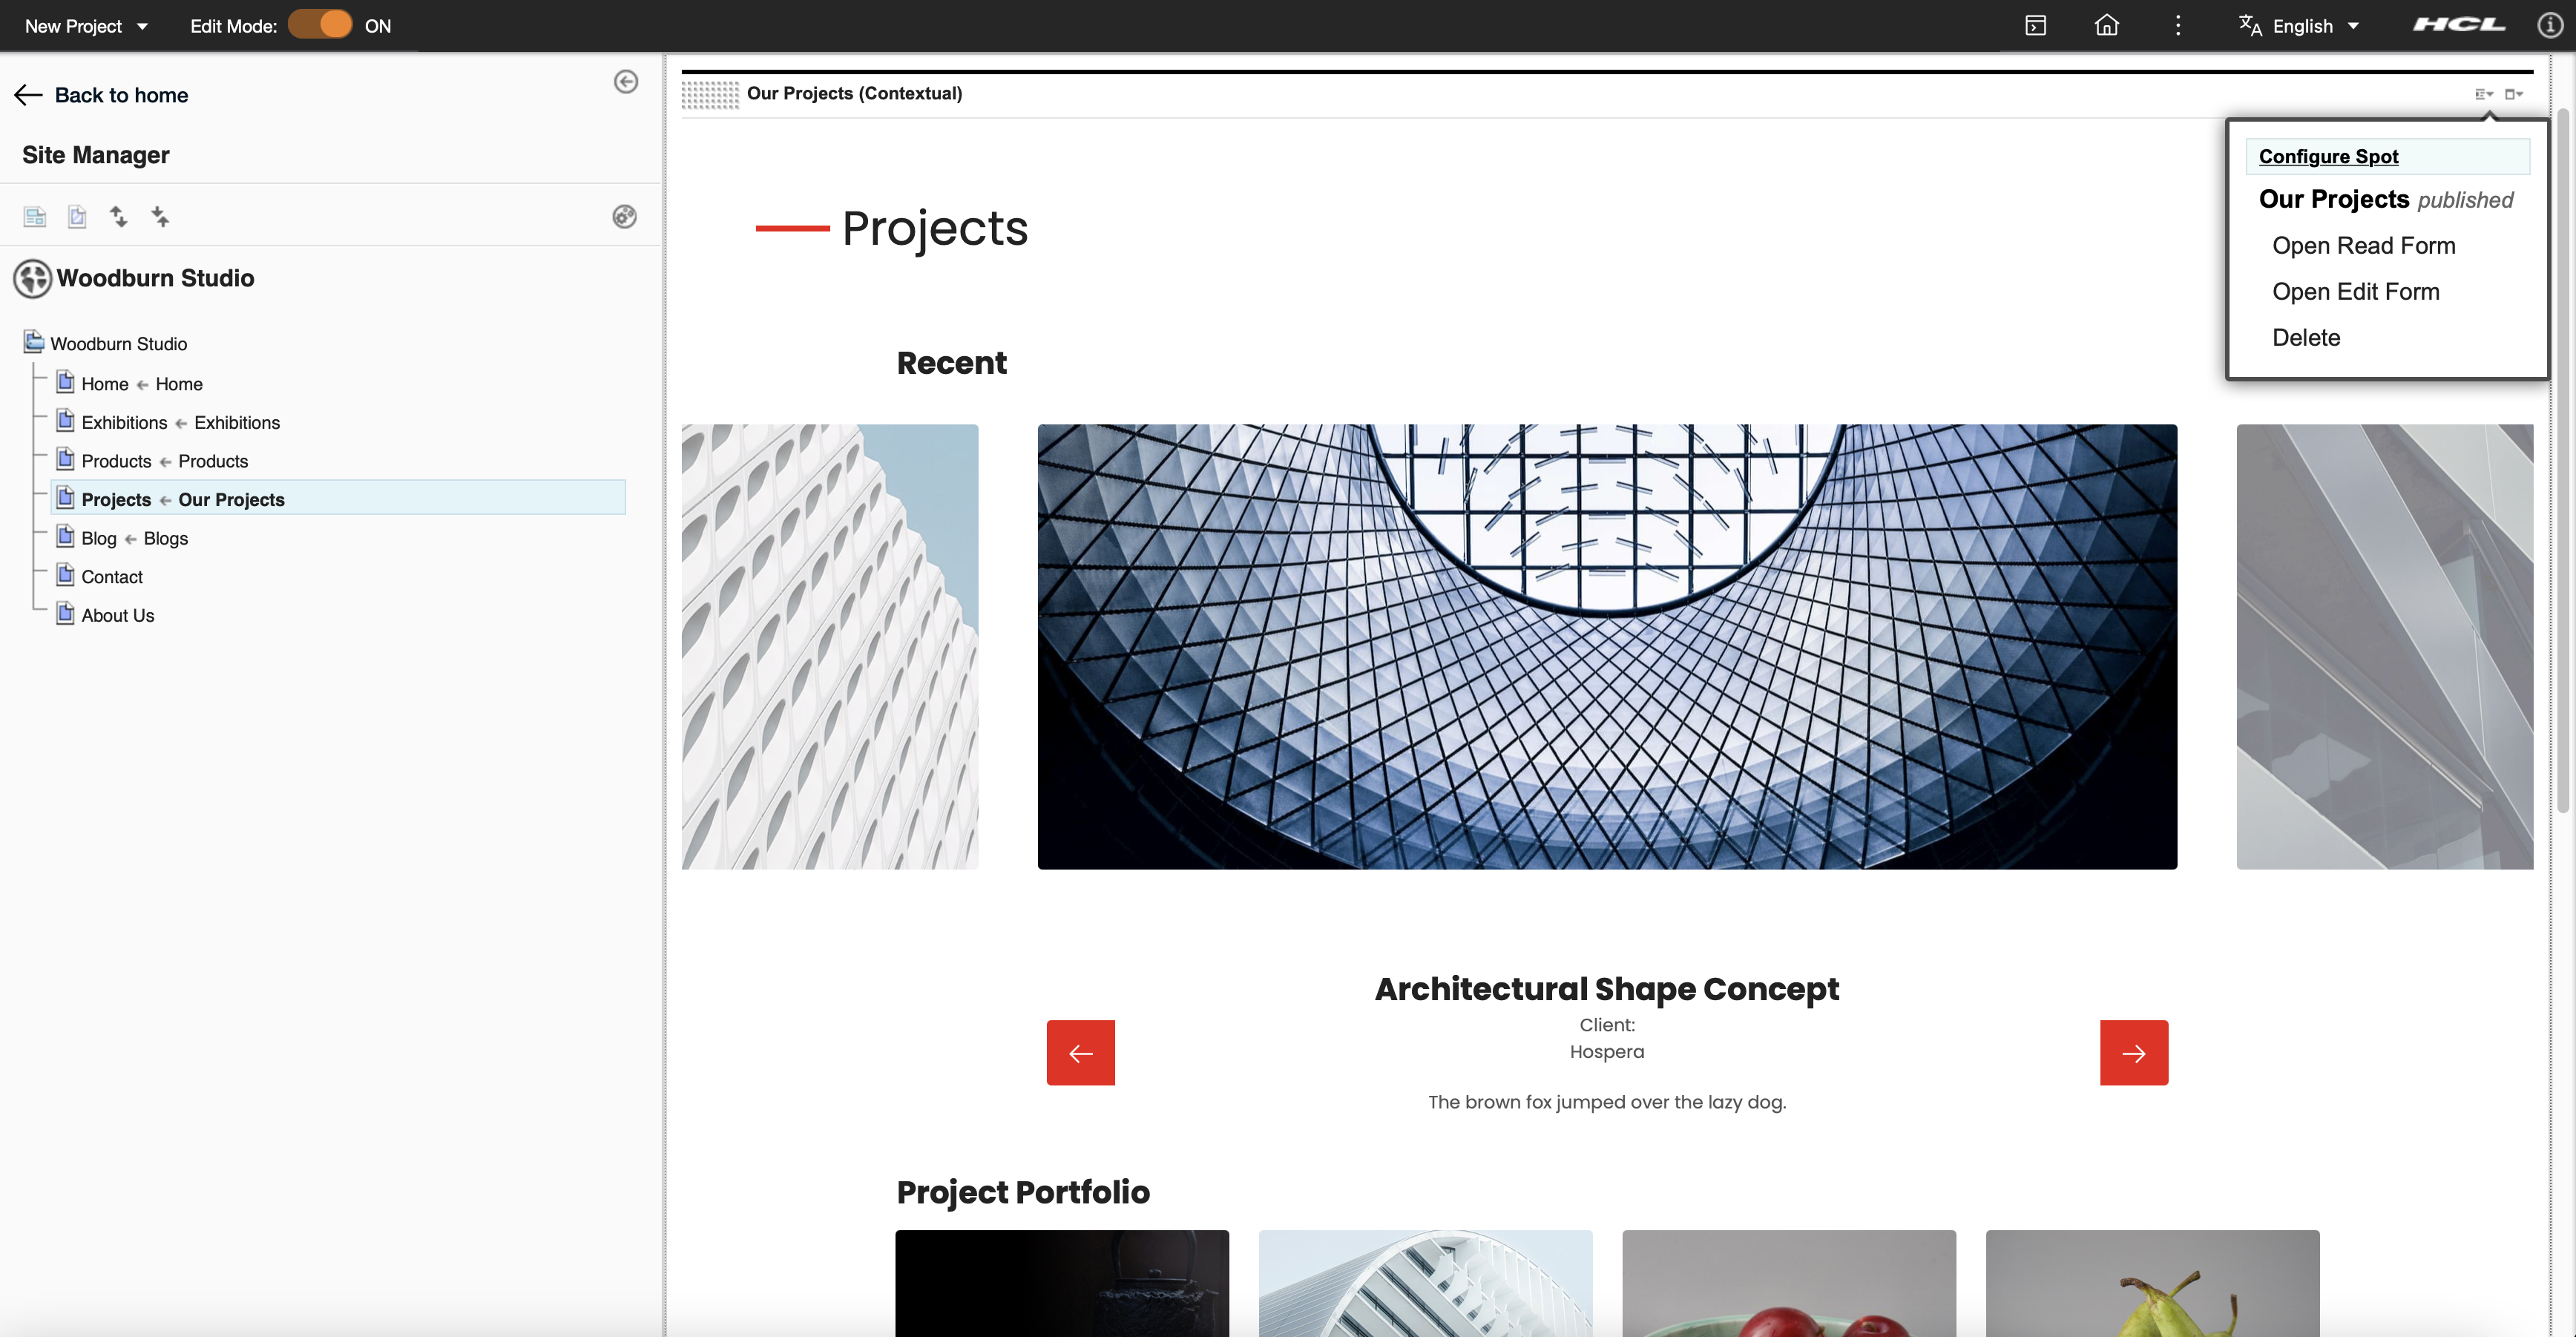 New Project Edit Mode: ON English HCL
Back to home
Site Manager
Woodburn Studio
Woodburn Studio
Home ← Home
Exhibitions ← Exhibitions
Products ← Products
Projects ← Our Projects
Blog ← Blogs
Contact
About Us
Our Projects (Contextual)
Configure Spot
Our Projects published
Open Read Form
Open Edit Form
Delete
Projects
Recent
Architectural Shape Concept
Client:
Hospera
The brown fox jumped over the lazy dog.
Project Portfolio